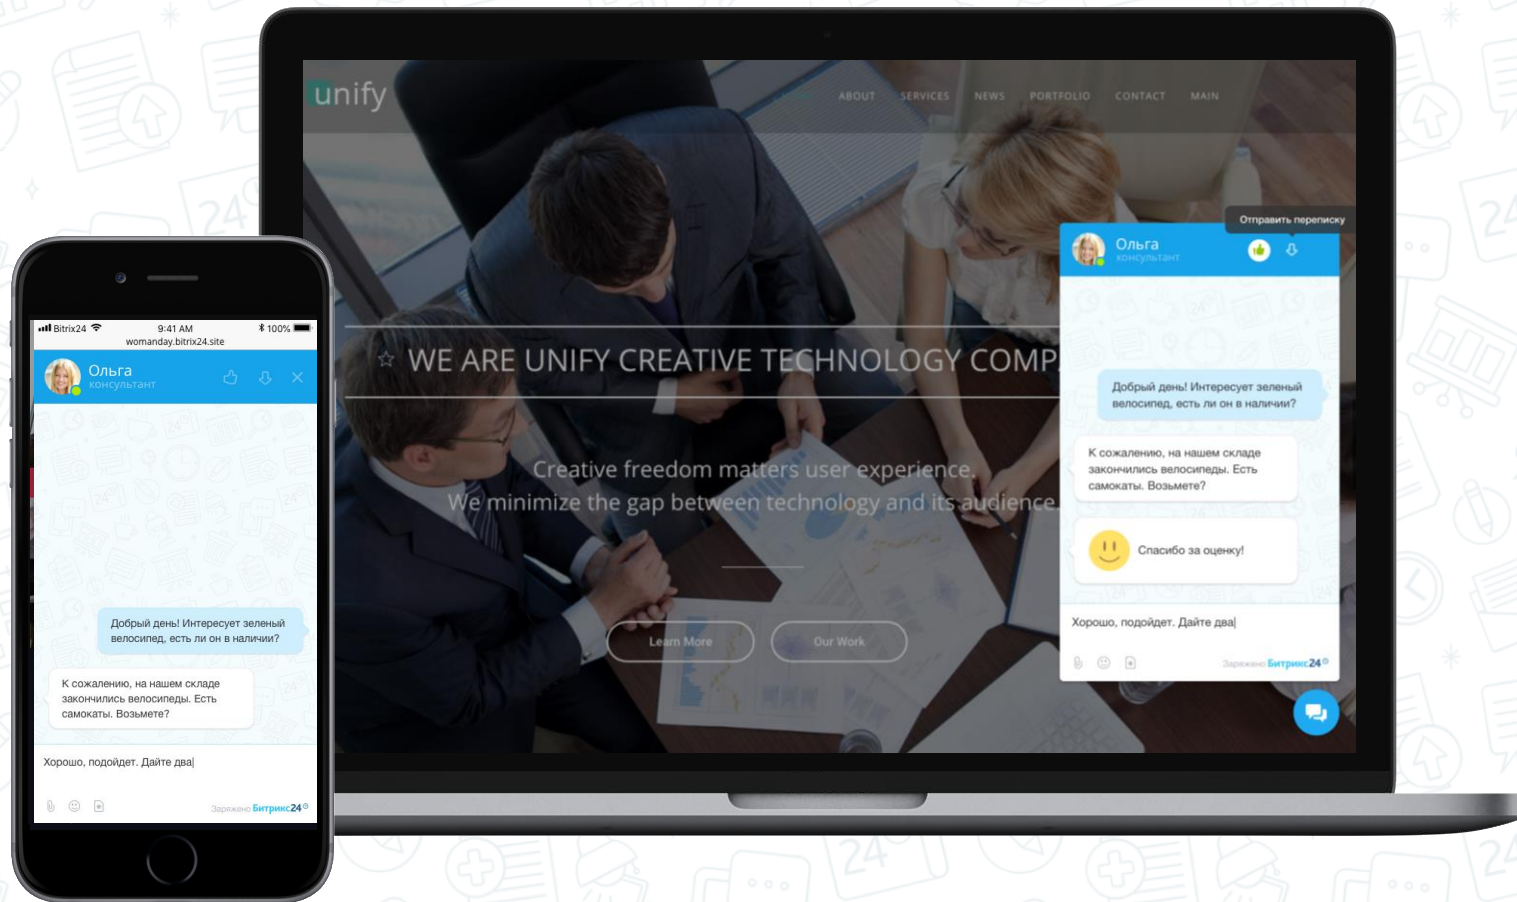 unify
ABOUT SERVICES NEWS PORTFOLIO CONTACT MAIN
WE ARE UNIFY CREATIVE TECHNOLOGY COMP
Creative freedom matters user experience.
We minimize the gap between technology and its audience.
Learn More
Our Work
Отправить переписку
Ольга
консультант
Добрый день! Интересует зеленый
велосипед, есть ли он в наличии?
К сожалению, на нашем складе
закончились велосипеды. Есть
самокаты. Возьмете?
Спасибо за оценку!
Хорошо, подойдет. Дайте два
Заряжено Битрикс24
Bitrix24 9:41 AM 100%
womanday.bitrix24.site
Ольга
консультант
Добрый день! Интересует зеленый
велосипед, есть ли он в наличии?
К сожалению, на нашем складе
закончились велосипеды. Есть
самокаты. Возьмете?
Хорошо, подойдет. Дайте два
Заряжено Битрикс24
24
24
24
24